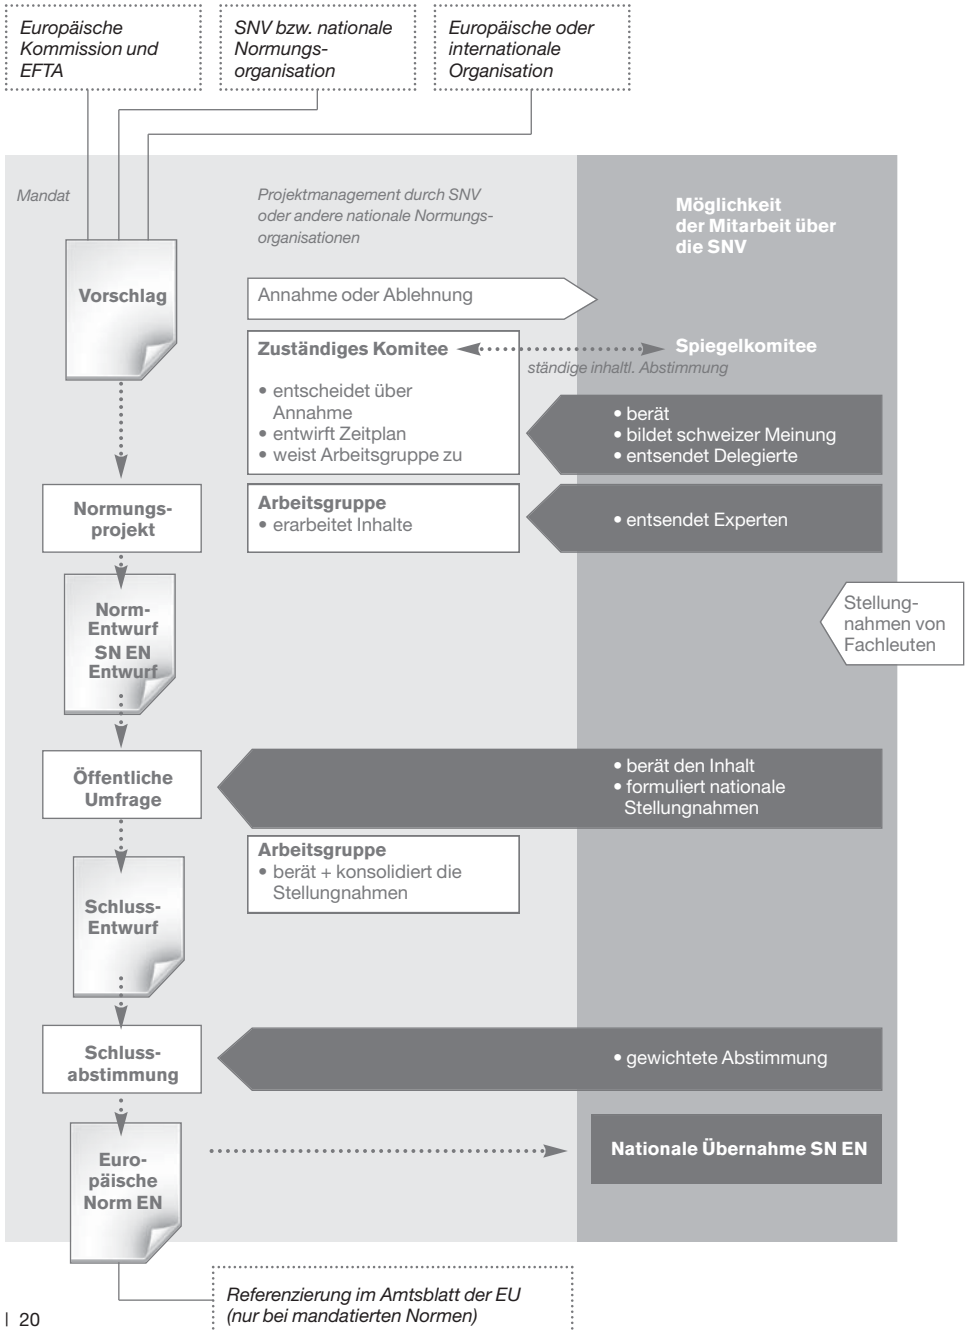 Europäische
Kommission und
EFTA
SNV bzw. nationale
Normungs-
organisation
Europäische oder
internationale
Organisation
Mandat
Projektmanagement durch SNV
oder andere nationale Normungs-
organisationen
Möglichkeit
der Mitarbeit über
die SNV
Vorschlag
Annahme oder Ablehnung
Zuständiges Komitee
Spiegelkomitee
ständige inhaltl. Abstimmung
• entscheidet über
Annahme
• entwirft Zeitplan
• weist Arbeitsgruppe zu
• berät
• bildet schweizer Meinung
• entsendet Delegierte
Normungs-
projekt
Arbeitsgruppe
• erarbeitet Inhalte
• entsendet Experten
Norm-
Entwurf
SN EN
Entwurf
Stellung-
nahmen von
Fachleuten
Öffentliche
Umfrage
• berät den Inhalt
• formuliert nationale
Stellungnahmen
Arbeitsgruppe
• berät + konsolidiert die
Stellungnahmen
Schluss-
Entwurf
Schluss-
abstimmung
• gewichtete Abstimmung
Euro-
päische
Norm EN
Nationale Übernahme SN EN
Referenzierung im Amtsblatt der EU
(nur bei mandatierten Normen)
| 20